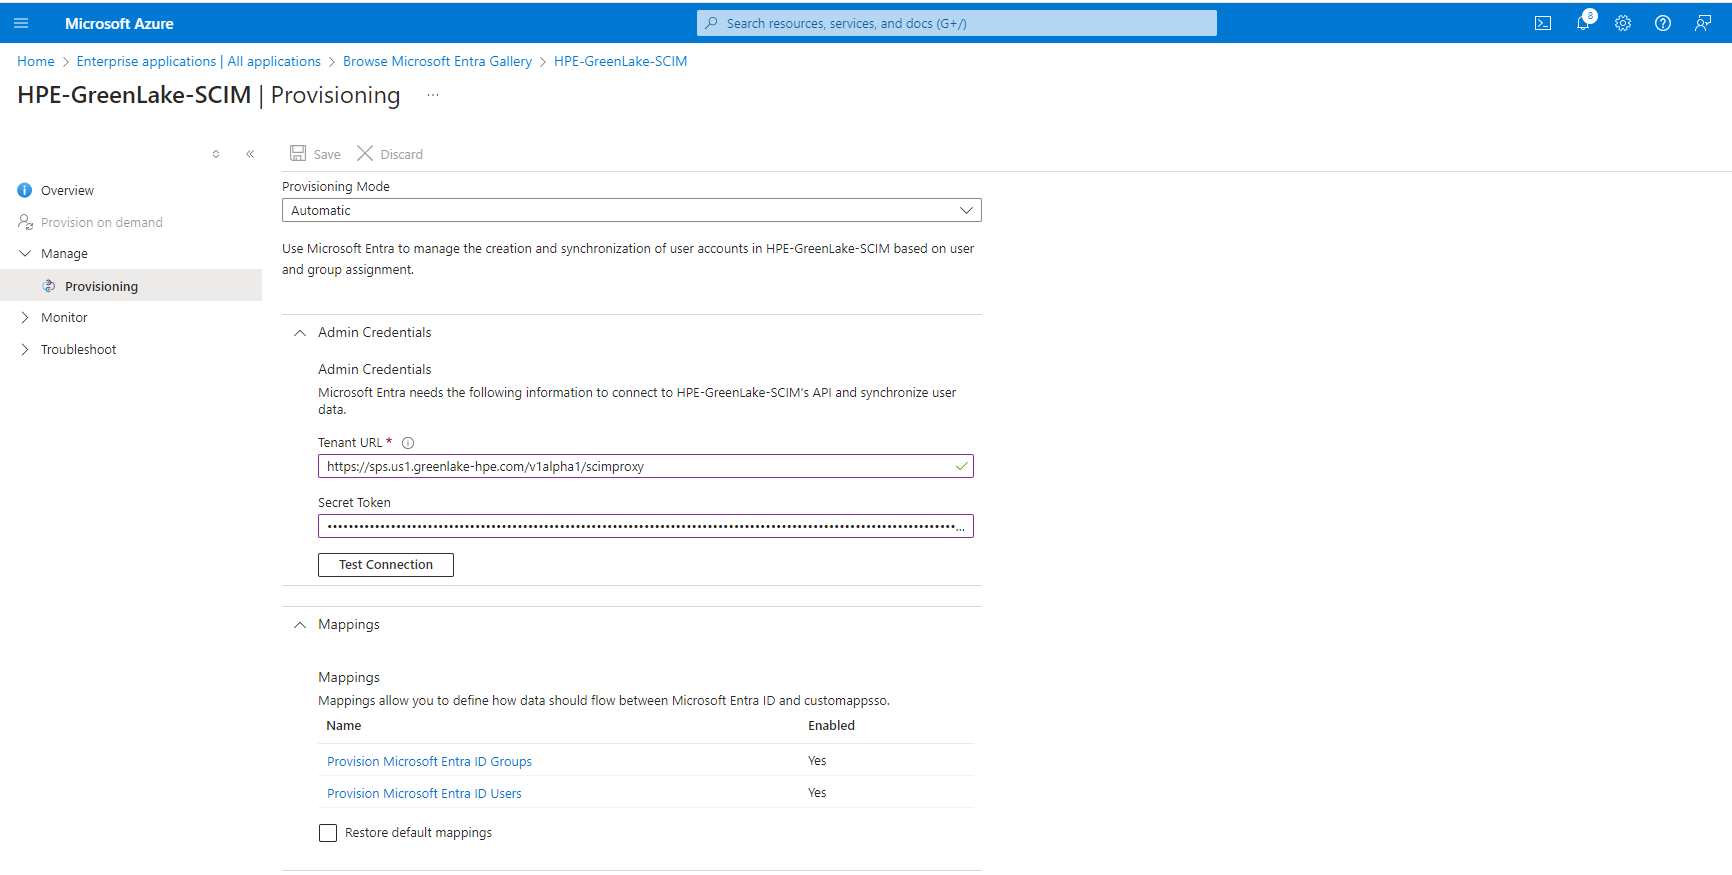 Microsoft Azure
Search resources, services, and docs (G+/)
8
Home > Enterprise applications | All applications > Browse Microsoft Entra Gallery > HPE-GreenLake-SCIM
HPE-GreenLake-SCIM | Provisioning ...
Save Discard
Overview
Provision on demand
Manage
Provisioning
Monitor
Troubleshoot
Provisioning Mode
Automatic
Use Microsoft Entra to manage the creation and synchronization of user accounts in HPE-GreenLake-SCIM based on user
and group assignment.
Admin Credentials
Admin Credentials
Microsoft Entra needs the following information to connect to HPE-GreenLake-SCIM's API and synchronize user
data.
Tenant URL *
https://sps.us1.greenlake-hpe.com/v1alpha1/scimproxy
Secret Token
Test Connection
Mappings
Mappings
Mappings allow you to define how data should flow between Microsoft Entra ID and customappsso.
Name Enabled
Provision Microsoft Entra ID Groups Yes
Provision Microsoft Entra ID Users Yes
Restore default mappings